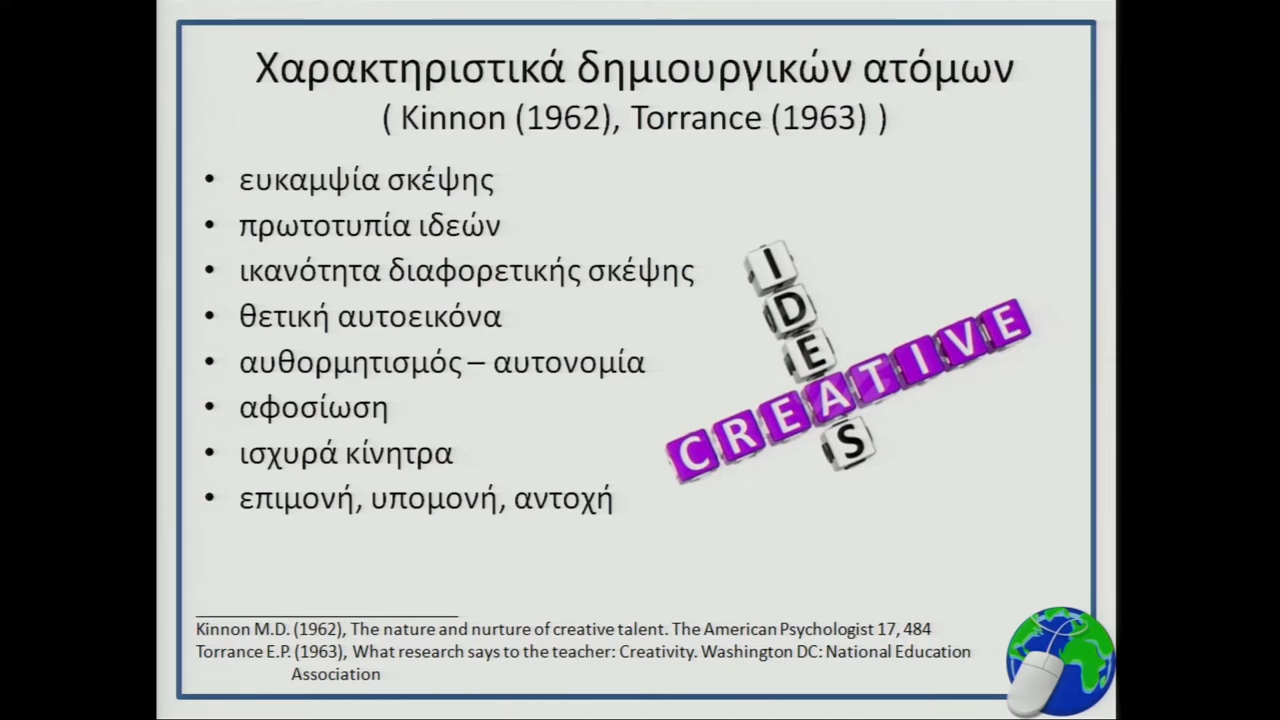 Χαρακτηριστικά δημιουργικών ατόμων
( Kinnon (1962), Torrance (1963) )
• ευκαμψία σκέψης
• πρωτοτυπία ιδεών
• ικανότητα διαφορετικής σκέψης
• θετική αυτοεικόνα
• αυθορμητισμός – αυτονομία
• αφοσίωση
• ισχυρά κίνητρα
• επιμονή, υπομονή, αντοχή
IDEAS
CREATIVE
Kinnon M.D. (1962), The nature and nurture of creative talent. The American Psychologist 17, 484
Torrance E.P. (1963), What research says to the teacher: Creativity. Washington DC: National Education
Association